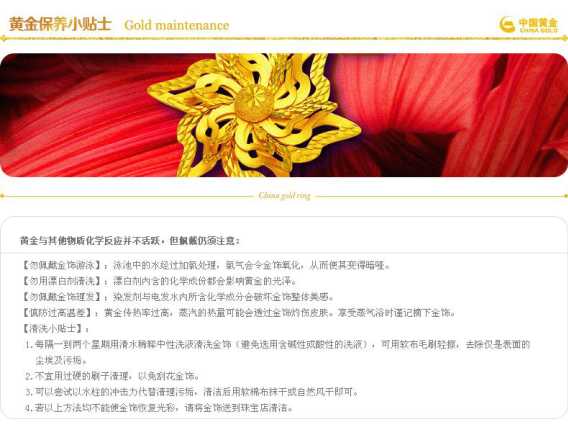 黄金保养小贴士 Gold maintenance
中国黄金
CHINA GOLD
China gold ring
黄金与其他物质化学反应并不活跃，但佩戴仍须注意：
【勿佩戴金饰游泳】：泳池中的水经过加氯处理，氯气会令金饰氧化，从而使其变得暗哑。
【勿用漂白剂清洗】：漂白剂内含的化学成份都会影响黄金的光泽。
【勿佩戴金饰理发】：染发剂与电发水内所含化学成分会破坏金饰整体美感。
【慎防过高温差】：黄金传热率过高，蒸汽的热量可能会透过金饰灼伤皮肤。享受蒸气浴时谨记摘下金饰。
【清洗小贴士】：
1.每隔一到两个星期用清水稀释中性洗液清洗金饰（避免选用含碱性或酸性的洗液），可用软布毛刷轻擦，去除仅是表面的
尘埃及污垢。
2.不宜用过硬的刷子清理，以免刮花金饰。
3.可以尝试以水柱的冲击力代替清理污垢，清洁后用软棉布抹干或自然风干即可。
4.若以上方法均不能使金饰恢复光彩，请将金饰送到珠宝店清洁。